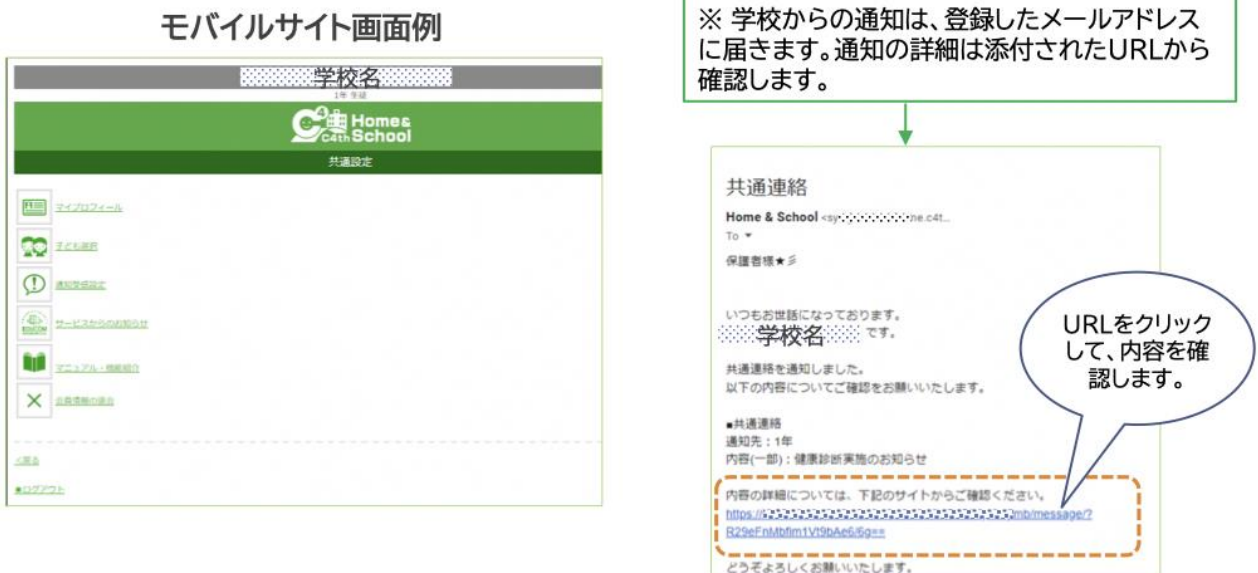 モバイルサイト画面例
学校名
1年 生徒
C4th Home& School
共通設定
マイプロフィール
子ども選択
通知受信設定
サービスからのお知らせ
マニュアル・機能紹介
会員情報の退会
<戻る
■ログアウト
※ 学校からの通知は、登録したメールアドレス
に届きます。通知の詳細は添付されたURLから
確認します。
共通連絡
Home & School <sy ne.c4t...
To
保護者様★彡
いつもお世話になっております。
学校名 です。
共通連絡を通知しました。
以下の内容についてご確認をお願いいたします。
■共通連絡
通知先：1年
内容(一部)：健康診断実施のお知らせ
内容の詳細については、下記のサイトからご確認ください。
https:// mb/message/?
R29eFnMbfim1Vt9bAe6/6g==
どうぞよろしくお願いいたします。
URLをクリック
して、内容を確
認します。